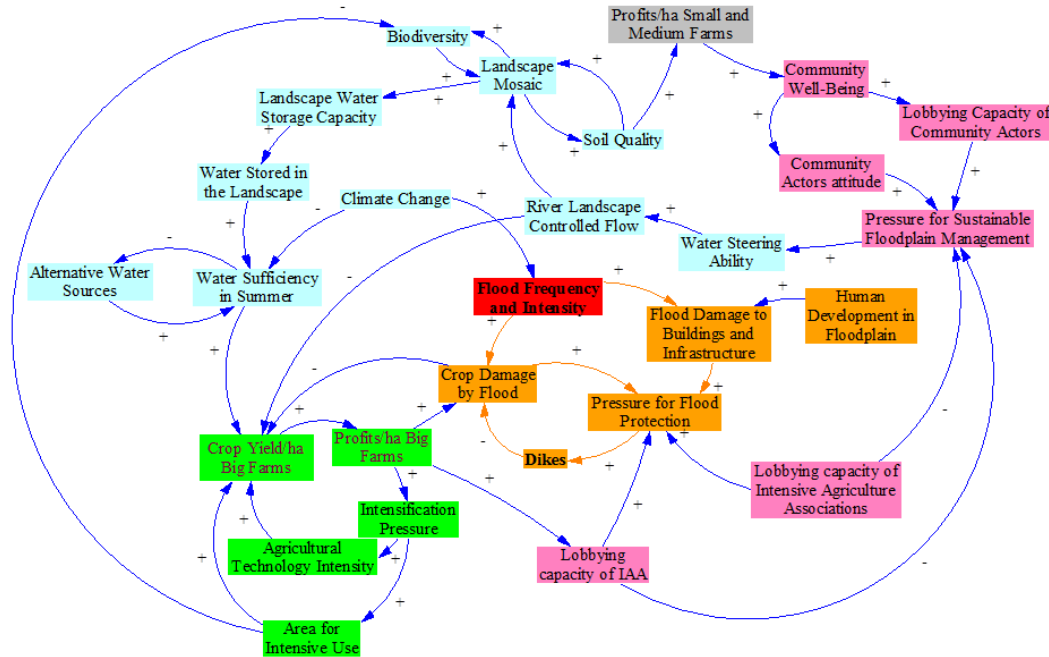 Profits/ha Small and
Medium Farms
Biodiversity
Landscape
Mosaic
Community
Well-Being
Landscape Water
Storage Capacity
Lobbying Capacity of
Community Actors
Soil Quality
Water Stored in
the Landscape
Community
Actors attitude
Climate Change
River Landscape
Controlled Flow
Pressure for Sustainable
Floodplain Management
Water Steering
Ability
Alternative Water
Sources
Water Sufficiency
in Summer
Flood Frequency
and Intensity
Flood Damage to
Buildings and
Infrastructure
Human
Development in
Floodplain
Crop Damage
by Flood
Pressure for Flood
Protection
Crop Yield/ha
Big Farms
Profits/ha Big
Farms
Dikes
Lobbying capacity of
Intensive Agriculture
Associations
Intensification
Pressure
Agricultural
Technology Intensity
Lobbying
capacity of IAA
Area for
Intensive Use